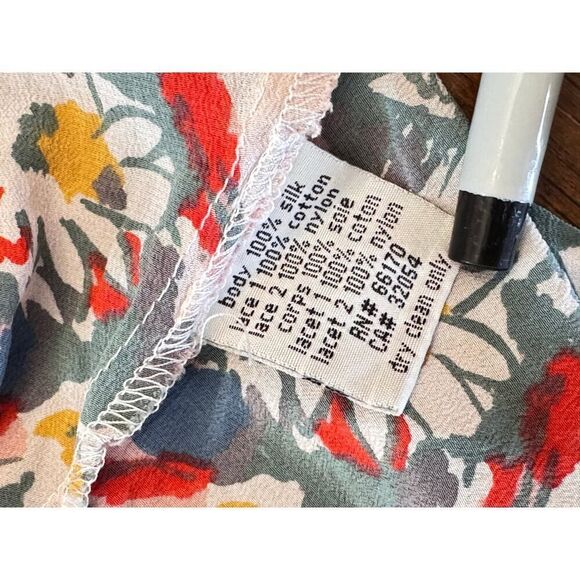 body 100% silk
lace 1 100% cotton
lace 2 100% nylon
corps 100% soie
lacet 1 100% coton
lacet 2 100% nylon
RN# 66170
CA# 32054
dry clean only